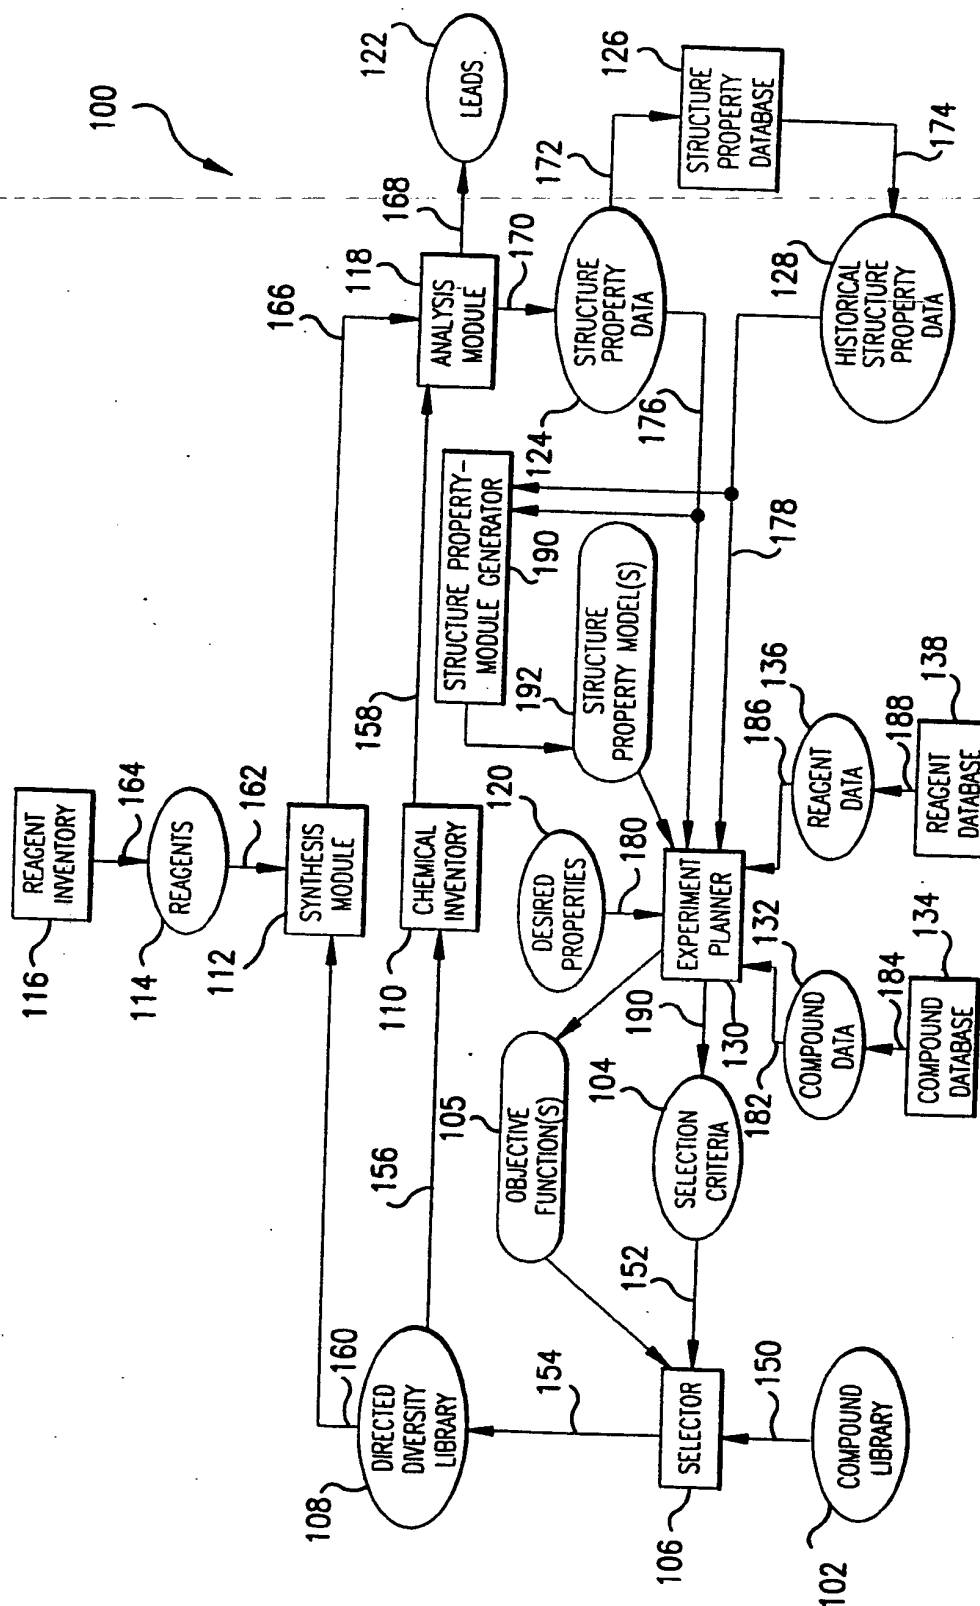 100
REAGENT
INVENTORY
116
164
REAGENTS
114
162
SYNTHESIS
MODULE
112
166
160
DIRECTED
DIVERSITY
LIBRARY
108
156
CHEMICAL
INVENTORY
110
158
ANALYSIS
MODULE
118
168
LEADS
122
170
STRUCTURE PROPERTY-
MODULE GENERATOR
190
124
STRUCTURE
PROPERTY
DATA
172
STRUCTURE
PROPERTY
DATABASE
126
174
192
STRUCTURE
PROPERTY MODEL(S)
176
128
HISTORICAL
STRUCTURE
PROPERTY
DATA
178
120
DESIRED
PROPERTIES
180
105
OBJECTIVE
FUNCTION(S)
154
SELECTOR
106
152
104
SELECTION
CRITERIA
190
EXPERIMENT
PLANNER
130
150
COMPOUND
LIBRARY
102
132
182
COMPOUND
DATA
184
134
COMPOUND
DATABASE
186
136
REAGENT
DATA
188
138
REAGENT
DATABASE